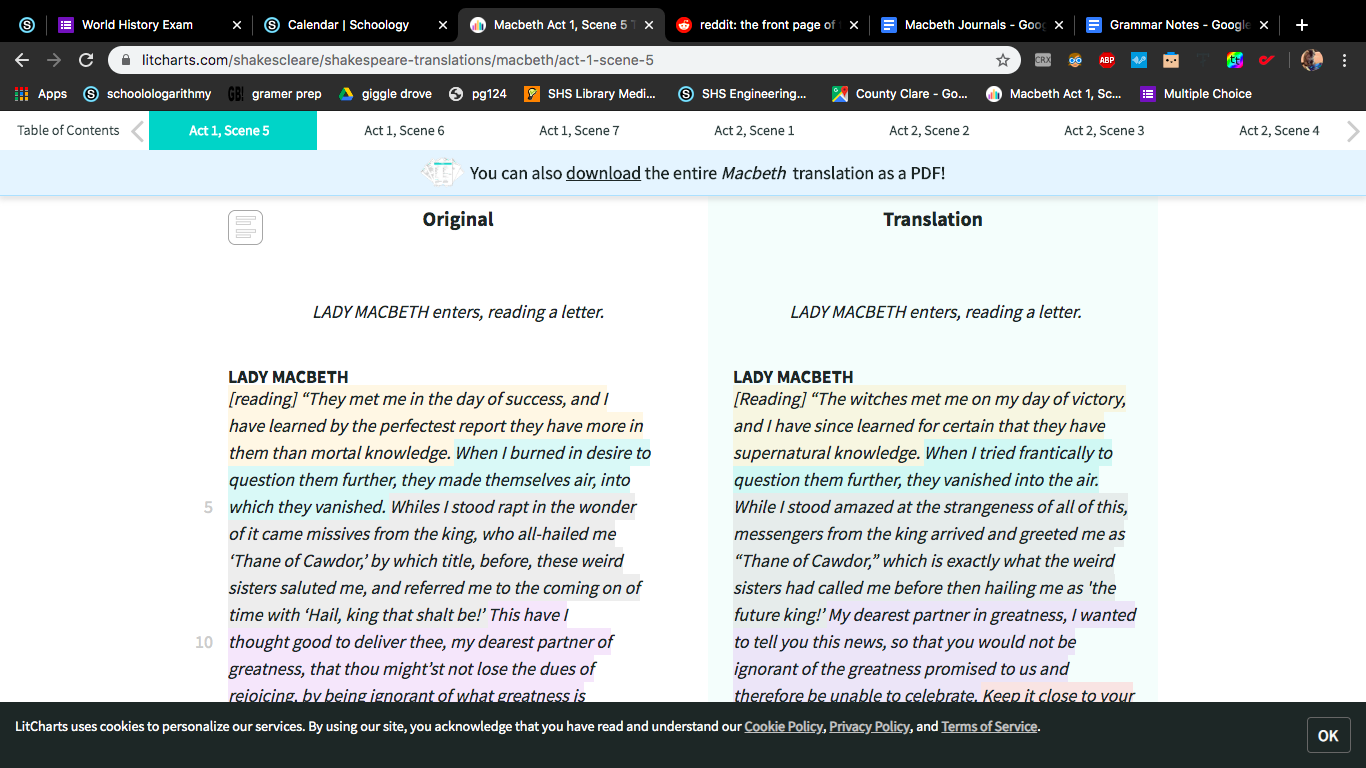 World History Exam
Calendar | Schoology
Macbeth Act 1, Scene 5 T
reddit: the front page of
Macbeth Journals - Goog
Grammar Notes - Google
litcharts.com/shakescleare/shakespeare-translations/macbeth/act-1-scene-5
CRX
ABP
Apps
schoolologarithmy
GB!
gramer prep
giggle drove
pg124
SHS Library Medi...
SHS Engineering...
County Clare - Go...
Macbeth Act 1, Sc...
Multiple Choice
Table of Contents
Act 1, Scene 5
Act 1, Scene 6
Act 1, Scene 7
Act 2, Scene 1
Act 2, Scene 2
Act 2, Scene 3
Act 2, Scene 4
You can also download the entire Macbeth translation as a PDF!
Original
LADY MACBETH enters, reading a letter.
LADY MACBETH
[reading] “They met me in the day of success, and I
have learned by the perfectest report they have more in
them than mortal knowledge. When I burned in desire to
question them further, they made themselves air, into
5 which they vanished. Whiles I stood rapt in the wonder
of it came missives from the king, who all-hailed me
‘Thane of Cawdor,’ by which title, before, these weird
sisters saluted me, and referred me to the coming on of
time with ‘Hail, king that shalt be!’ This have I
10 thought good to deliver thee, my dearest partner of
greatness, that thou might’st not lose the dues of
rejoicing, by being ignorant of what greatness is
Translation
LADY MACBETH enters, reading a letter.
LADY MACBETH
[Reading] “The witches met me on my day of victory,
and I have since learned for certain that they have
supernatural knowledge. When I tried frantically to
question them further, they vanished into the air.
While I stood amazed at the strangeness of all of this,
messengers from the king arrived and greeted me as
“Thane of Cawdor,” which is exactly what the weird
sisters had called me before then hailing me as 'the
future king!’ My dearest partner in greatness, I wanted
to tell you this news, so that you would not be
ignorant of the greatness promised to us and
therefore be unable to celebrate. Keep it close to your
LitCharts uses cookies to personalize our services. By using our site, you acknowledge that you have read and understand our Cookie Policy, Privacy Policy, and Terms of Service.
OK